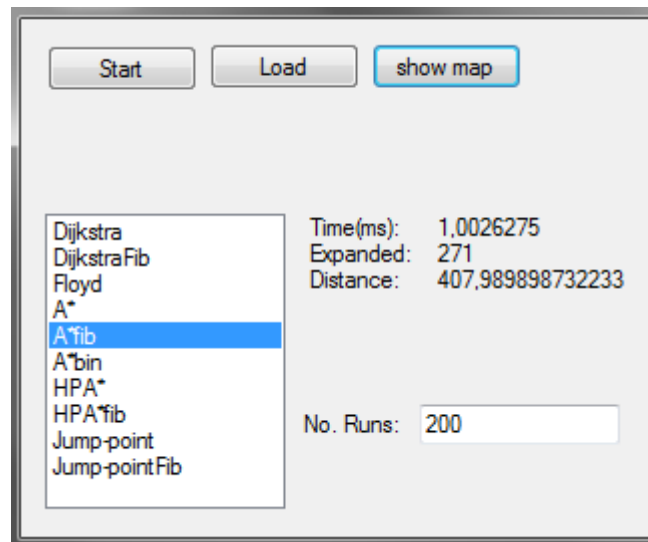 Start Load show map
Dijkstra
DijkstraFib
Floyd
A*
A*fib
A*bin
HPA*
HPA*fib
Jump-point
Jump-pointFib
Time(ms): 1,0026275
Expanded: 271
Distance: 407,989898732233
No. Runs: 200